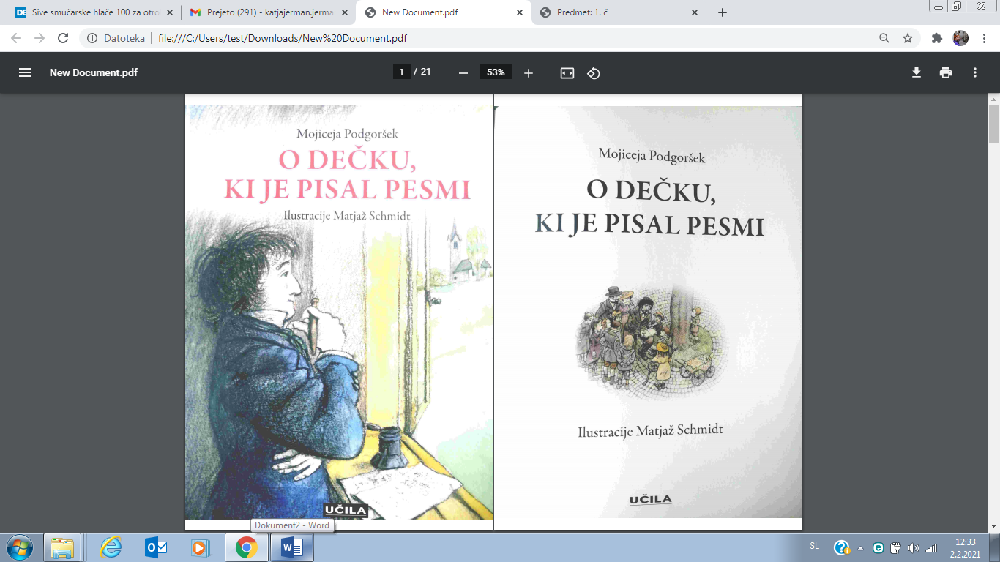 Sive smučarske hlače 100 za otro
Prejeto (291) - katjajerman.jerma
New Document.pdf
Predmet: 1. č
Datoteka
file:///C:/Users/test/Downloads/New%20Document.pdf
New Document.pdf
1 / 21
53%
Mojiceja Podgoršek
O DEČKU,
KI JE PISAL PESMI
Ilustracije Matjaž Schmidt
UČILA
Mojiceja Podgoršek
O DEČKU,
KI JE PISAL PESMI
Ilustracije Matjaž Schmidt
UČILA
Dokument2 - Word
SL
12:33
2.2.2021